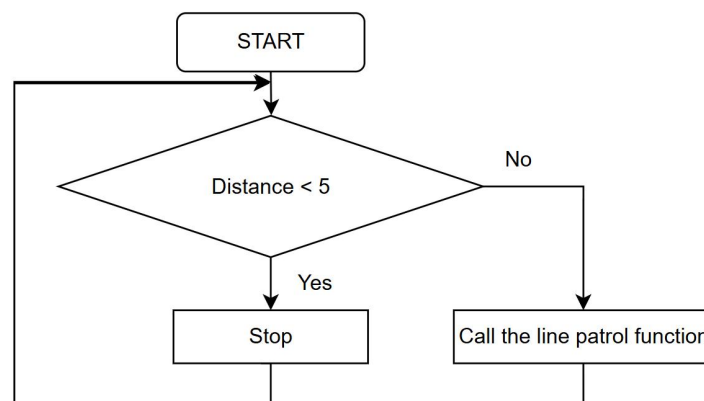 START
Distance < 5
No
Yes
Stop
Call the line patrol function